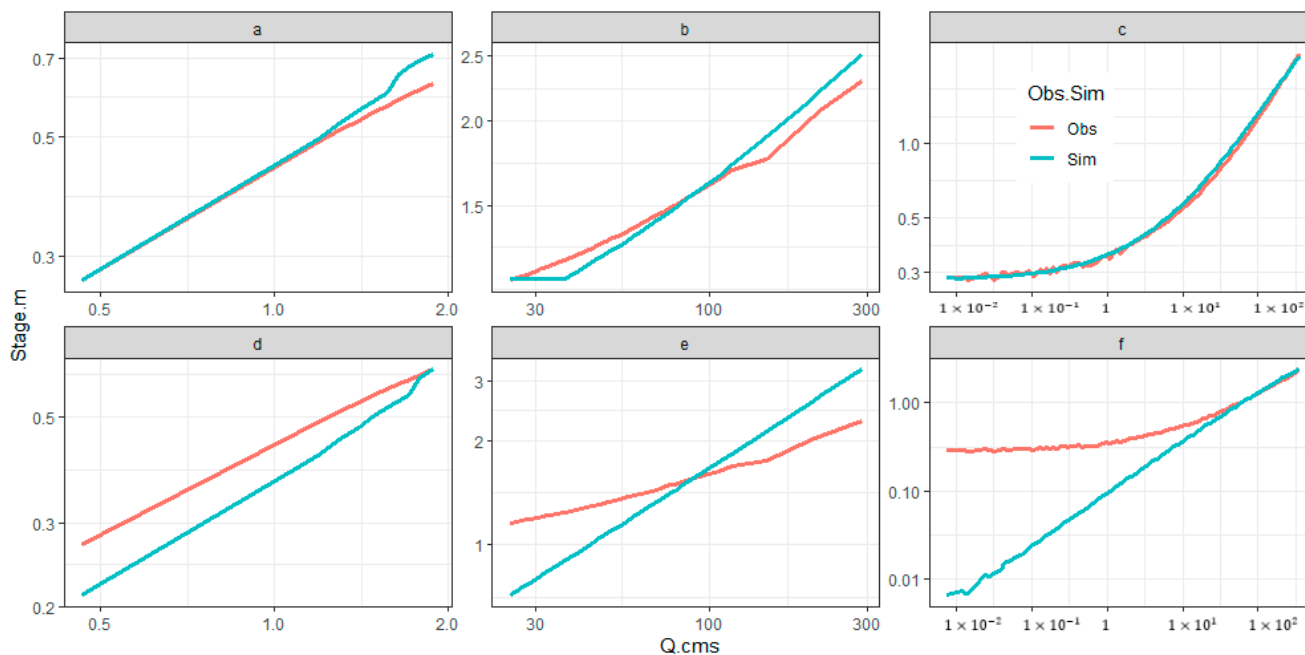 a
b
c
0.7
0.5
0.3
0.5
1.0
2.0
2.5
2.0
1.5
30
100
300
Obs.Sim
Obs
Sim
1.0
0.5
0.3
1 × 10⁻²
1 × 10⁻¹
1
1 × 10¹
1 × 10²
Stage.m
d
e
f
0.5
0.3
0.2
0.5
1.0
2.0
3
2
1
30
100
300
1.00
0.10
0.01
1 × 10⁻²
1 × 10⁻¹
1
1 × 10¹
1 × 10²
Q.cms